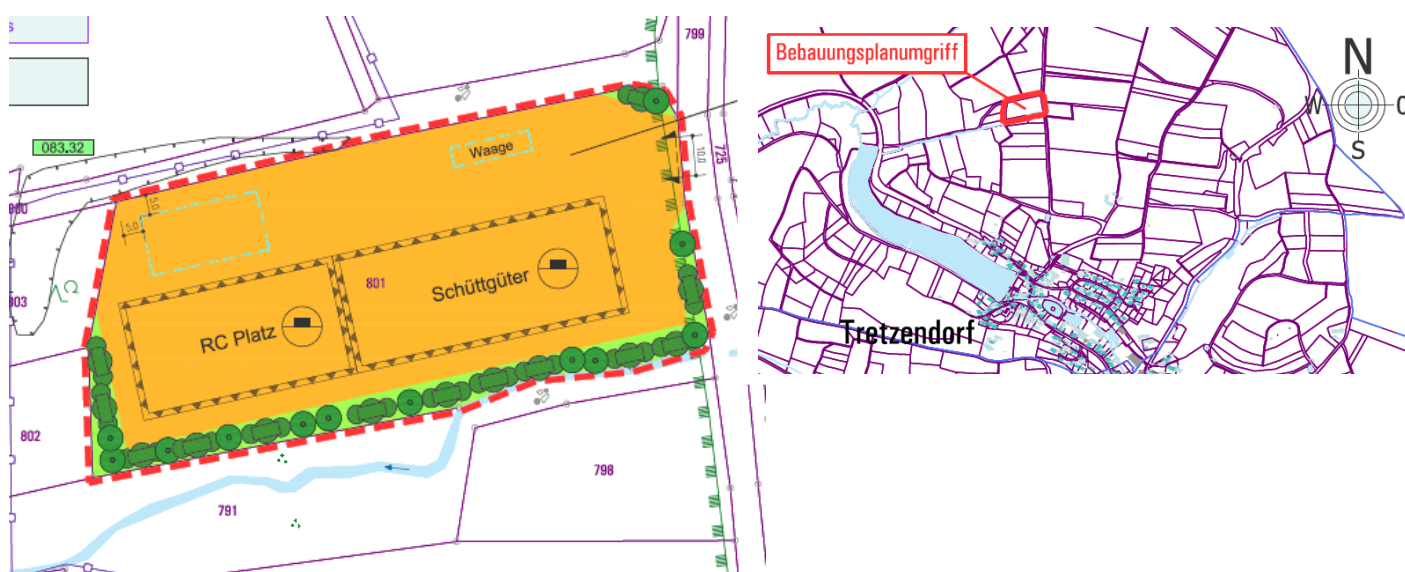 s
799
083.32
Waage
10.0
725
800
5.0
5.0
801
Schüttgüter
803
RC Platz
802
798
791
Bebauungsplanumgriff
N
W
O
S
Tretzendorf